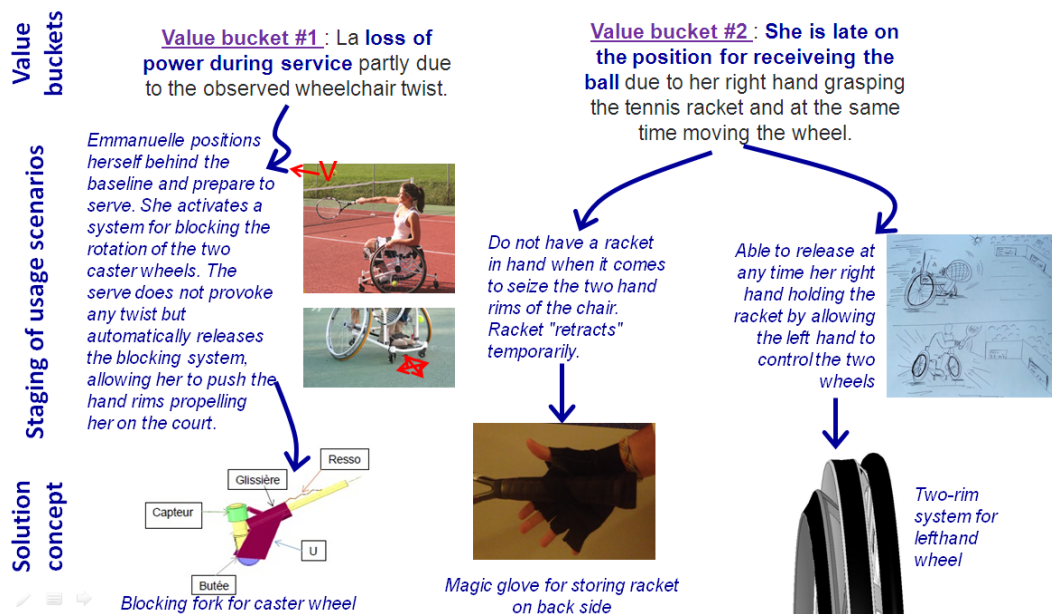 Value
buckets
Value bucket #1 : La loss of
power during service partly due
to the observed wheelchair twist.
Value bucket #2 : She is late on
the position for receiveing the
ball due to her right hand grasping
the tennis racket and at the same
time moving the wheel.
Staging of usage scenarios
Emmanuelle positions
herself behind the
baseline and prepare to
serve. She activates a
system for blocking the
rotation of the two
caster wheels. The
serve does not provoke
any twist but
automatically releases
the blocking system,
allowing her to push the
hand rims propelling
her on the court.
V
Do not have a racket
in hand when it comes
to seize the two hand
rims of the chair.
Racket "retracts"
temporarily.
Able to release at
any time her right
hand holding the
racket by allowing
the left hand to
control the two
wheels
Solution
concept
Resso
Glissière
Capteur
U
Butée
Blocking fork for caster wheel
Magic glove for storing racket
on back side
Two-rim
system for
lefthand
wheel